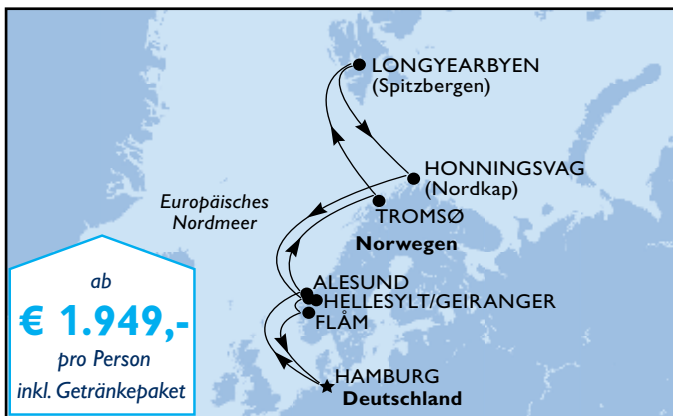 LONGYEARBYEN
(Spitzbergen)
HONNINGSVAG
(Nordkap)
Europäisches
Nordmeer
TROMSØ
Norwegen
ab
€ 1.949,-
pro Person
inkl. Getränkepaket
ALESUND
HELLESYLT/GEIRANGER
FLÅM
HAMBURG
Deutschland